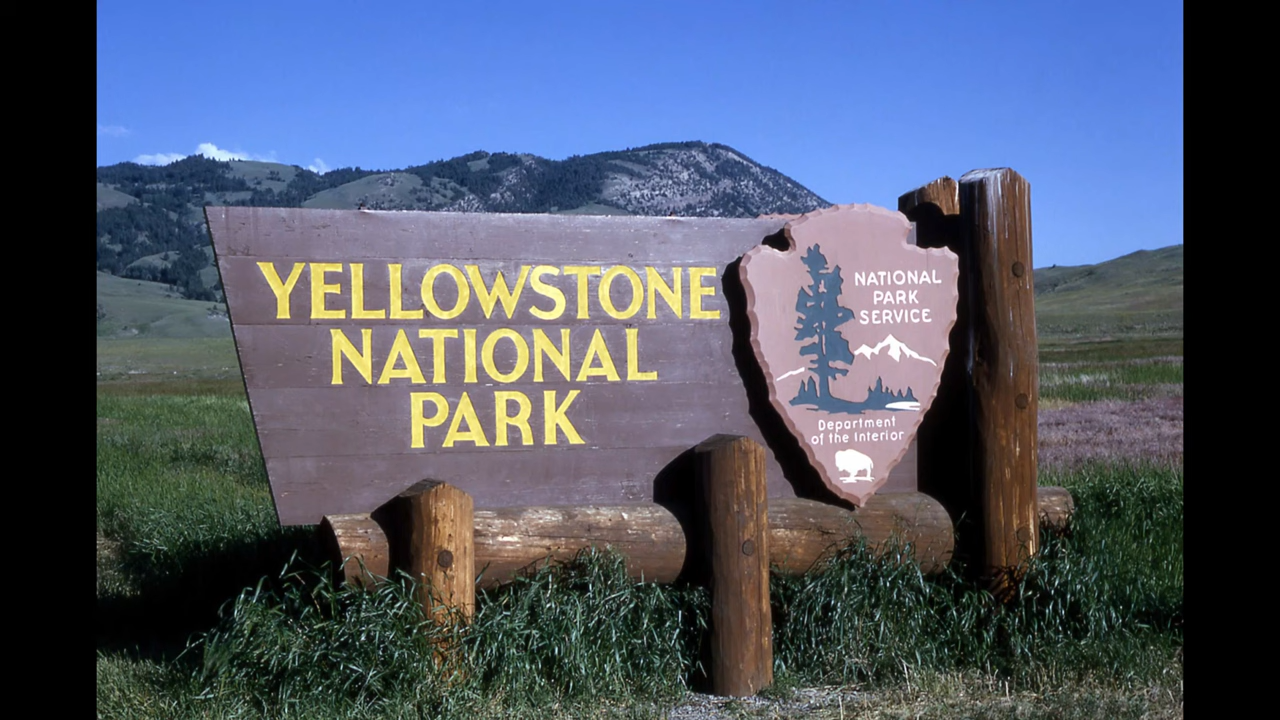 YELLOWSTONE
NATIONAL
PARK
NATIONAL
PARK
SERVICE
Department
of the Interior